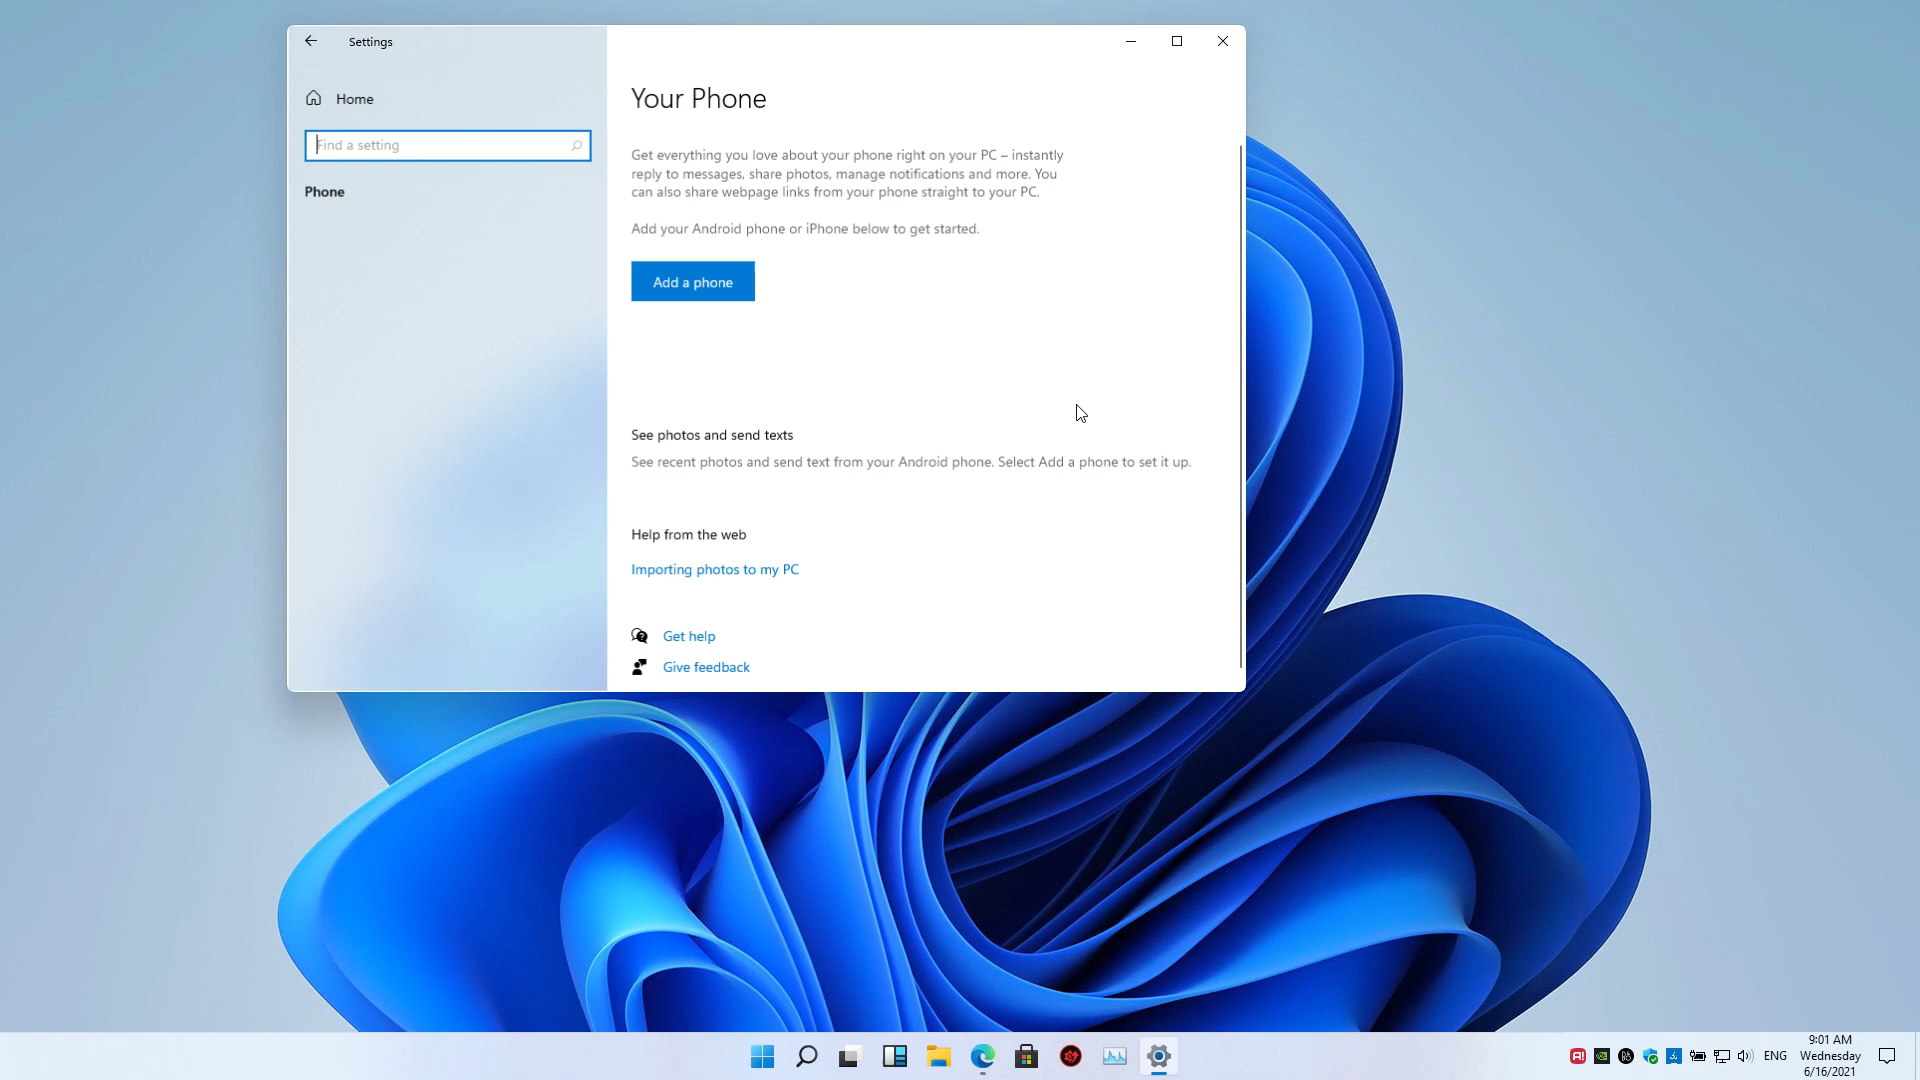 Settings
Home
Find a setting
Phone
Your Phone
Get everything you love about your phone right on your PC – instantly
reply to messages, share photos, manage notifications and more. You
can also share webpage links from your phone straight to your PC.
Add your Android phone or iPhone below to get started.
Add a phone
See photos and send texts
See recent photos and send text from your Android phone. Select Add a phone to set it up.
Help from the web
Importing photos to my PC
Get help
Give feedback
ENG
9:01 AM
Wednesday
6/16/2021